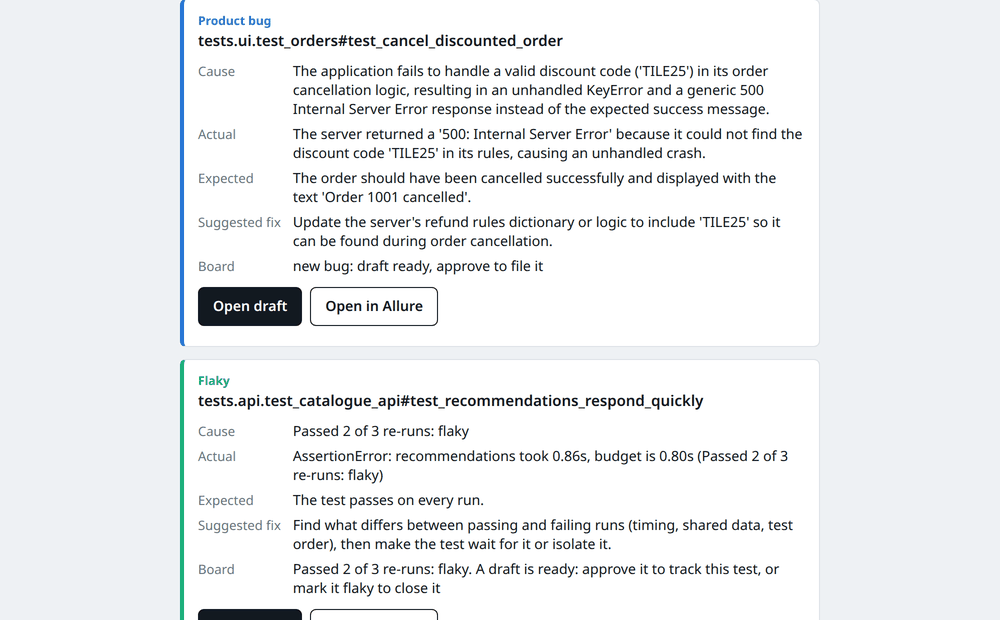 Product bug
tests.ui.test_orders#test_cancel_discounted_order
Cause
The application fails to handle a valid discount code ('TILE25') in its order
cancellation logic, resulting in an unhandled KeyError and a generic 500
Internal Server Error response instead of the expected success message.
Actual
The server returned a '500: Internal Server Error' because it could not find the
discount code 'TILE25' in its rules, causing an unhandled crash.
Expected
The order should have been cancelled successfully and displayed with the
text 'Order 1001 cancelled'.
Suggested fix
Update the server's refund rules dictionary or logic to include 'TILE25' so it
can be found during order cancellation.
Board
new bug: draft ready, approve to file it
Open draft
Open in Allure
Flaky
tests.api.test_catalogue_api#test_recommendations_respond_quickly
Cause
Passed 2 of 3 re-runs: flaky
Actual
AssertionError: recommendations took 0.86s, budget is 0.80s (Passed 2 of 3
re-runs: flaky)
Expected
The test passes on every run.
Suggested fix
Find what differs between passing and failing runs (timing, shared data, test
order), then make the test wait for it or isolate it.
Board
Passed 2 of 3 re-runs: flaky. A draft is ready: approve it to track this test, or
mark it flaky to close it